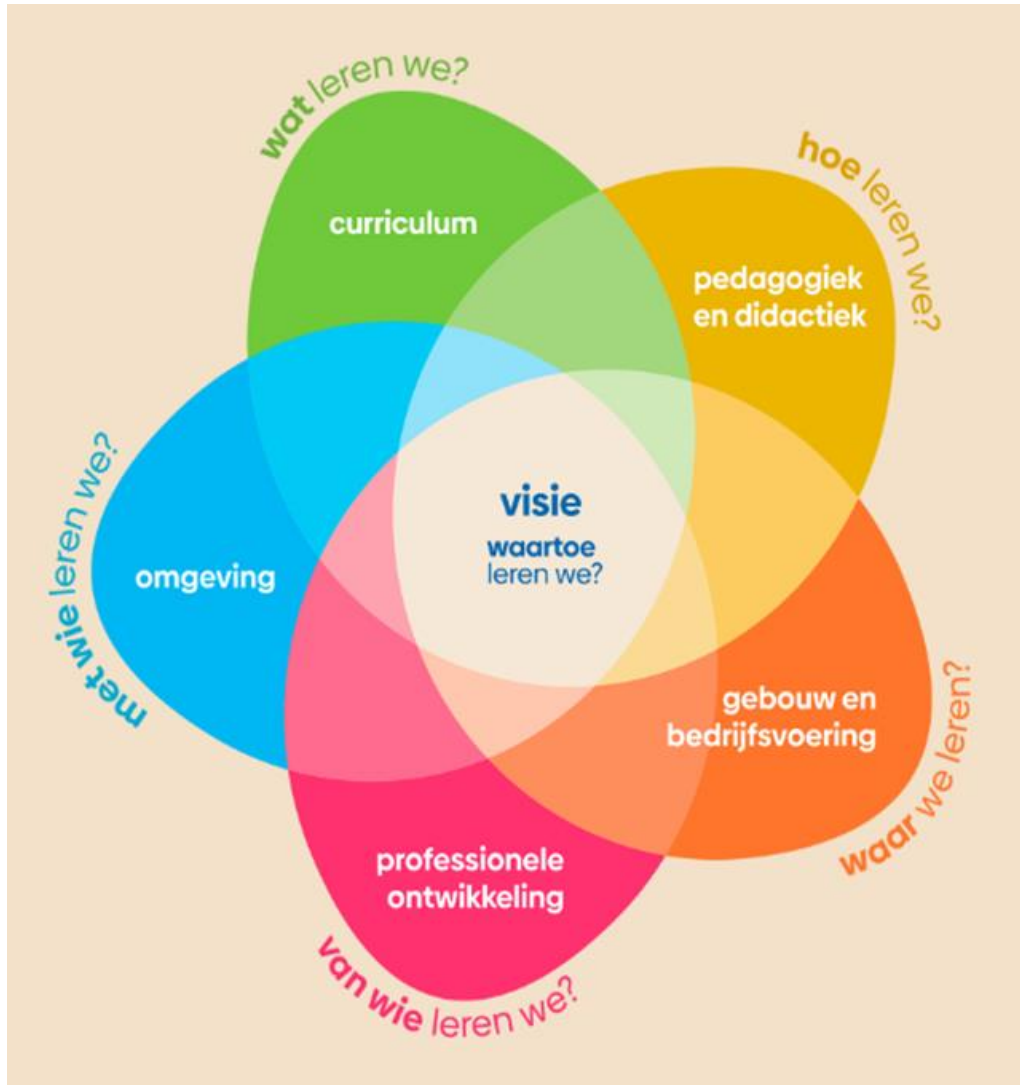 wat leren we?
curriculum
hoe leren we?
pedagogiek
en didactiek
visie
waartoe
leren we?
met wie leren we?
omgeving
gebouw en
bedrijfsvoering
waar we leren?
professionele
ontwikkeling
van wie leren we?